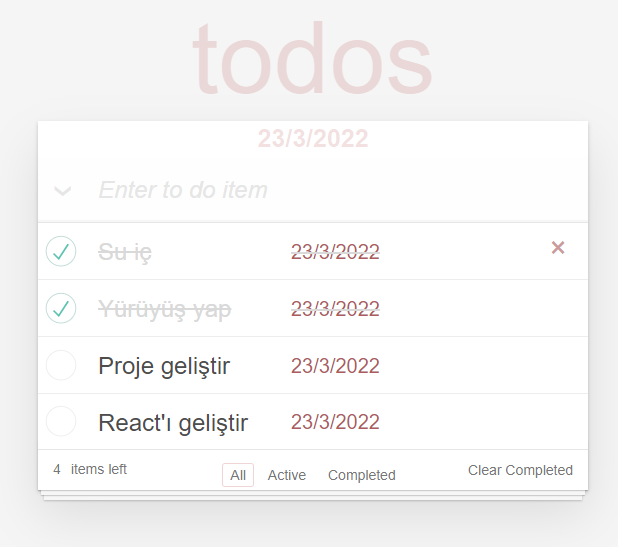 todos
23/3/2022
Enter to do item
Su iç 23/3/2022
Yürüyüş yap 23/3/2022
Proje geliştir 23/3/2022
React'ı geliştir 23/3/2022
4 items left All Active Completed Clear Completed